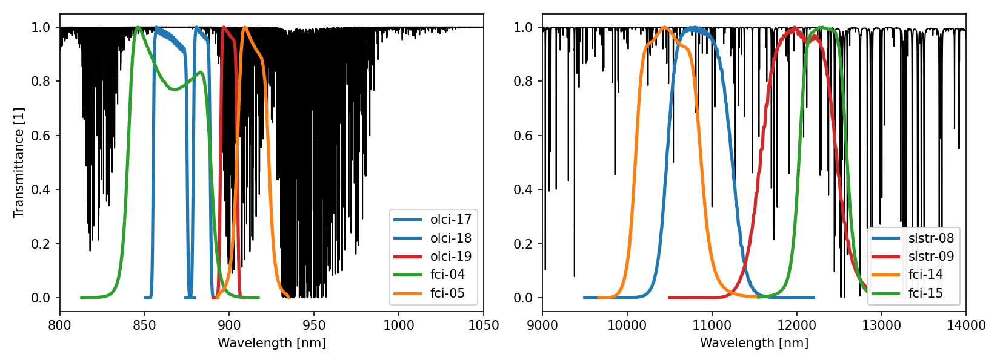 1.0
0.8
0.6
0.4
0.2
0.0
Transmittance [1]
800
850
900
950
1000
1050
Wavelength [nm]
olci-17
olci-18
olci-19
fci-04
fci-05
1.0
0.8
0.6
0.4
0.2
0.0
9000
10000
11000
12000
13000
14000
Wavelength [nm]
slstr-08
slstr-09
fci-14
fci-15